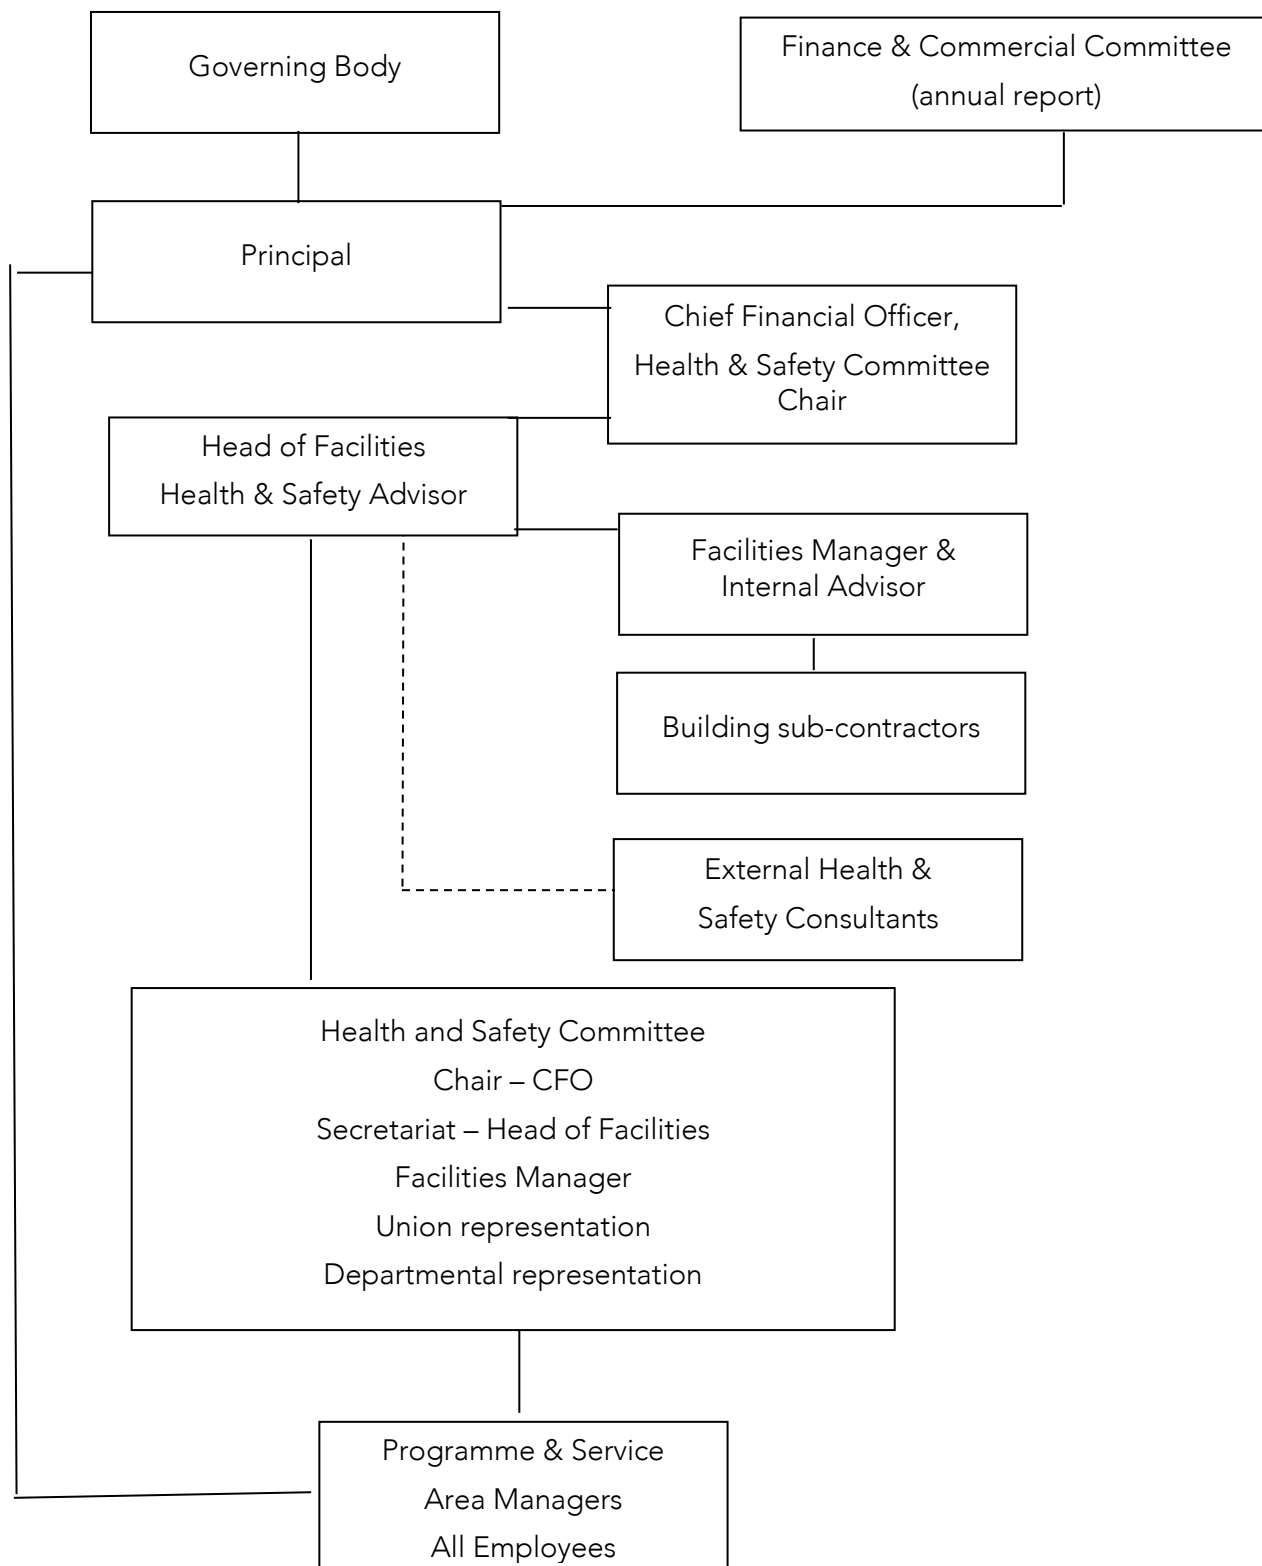 Governing Body
Finance & Commercial Committee
(annual report)
Principal
Chief Financial Officer,
Health & Safety Committee
Chair
Head of Facilities
Health & Safety Advisor
Facilities Manager &
Internal Advisor
Building sub-contractors
External Health &
Safety Consultants
Health and Safety Committee
Chair – CFO
Secretariat – Head of Facilities
Facilities Manager
Union representation
Departmental representation
Programme & Service
Area Managers
All Employees